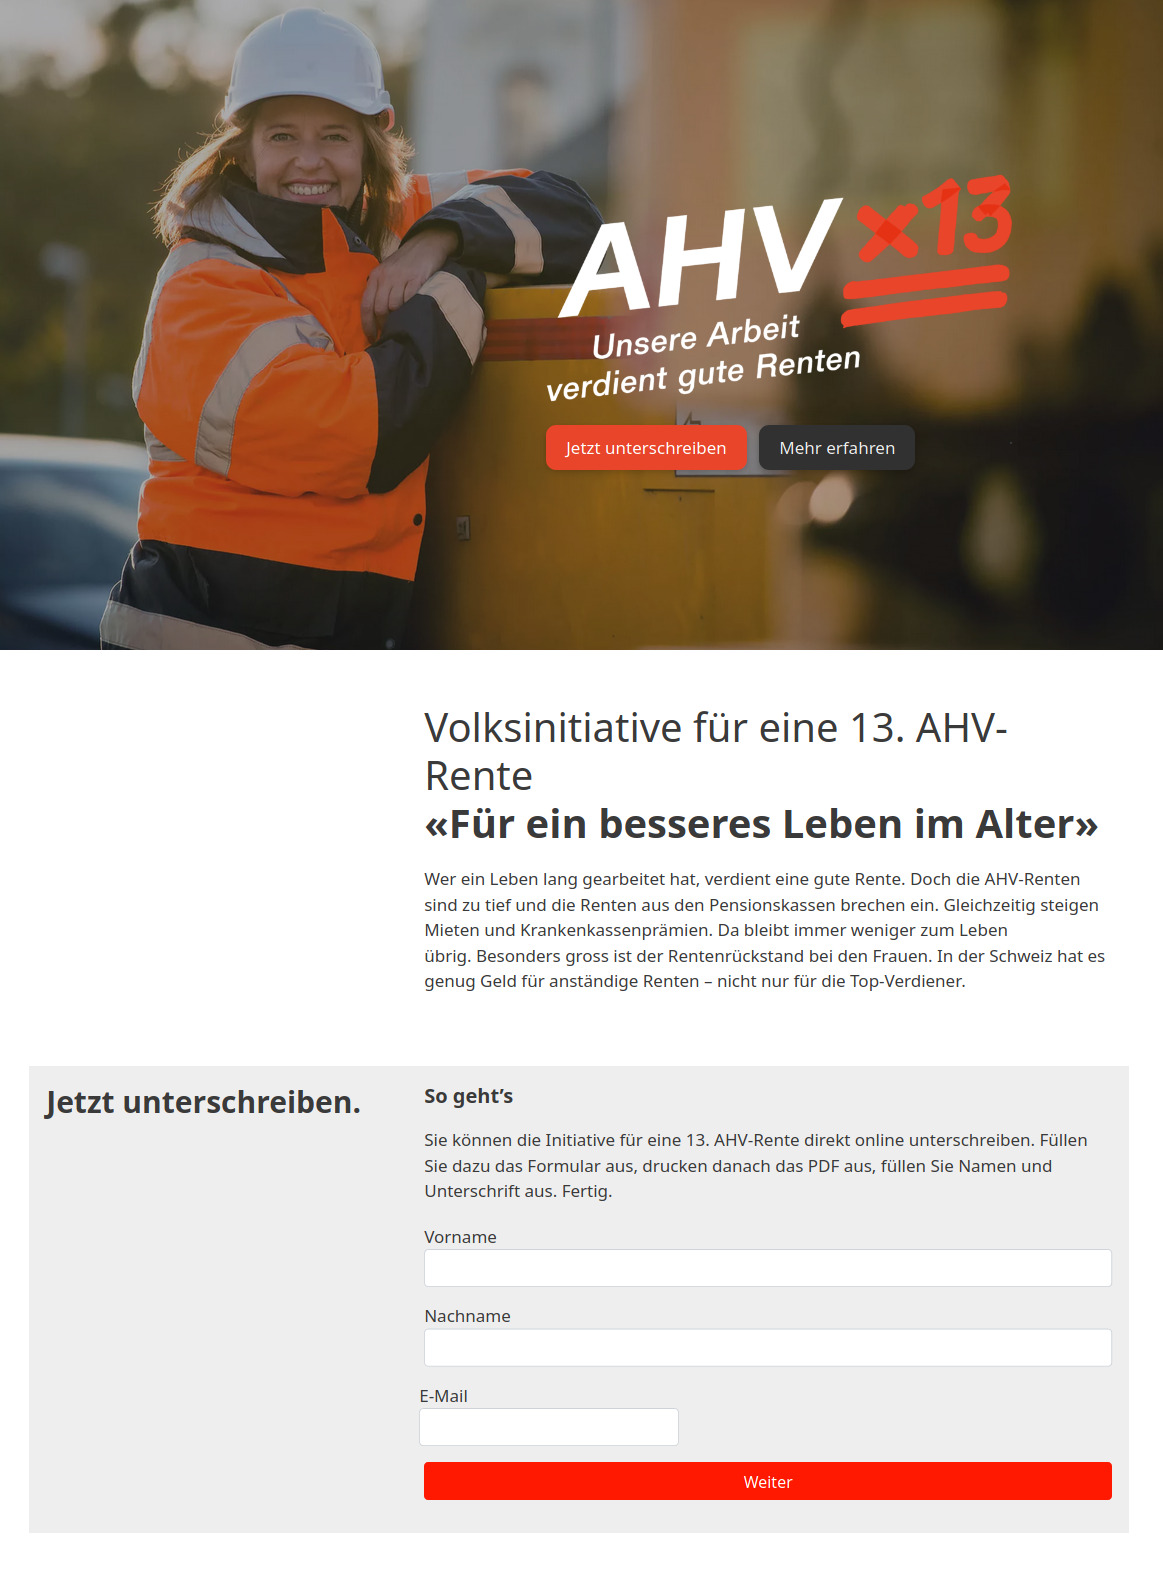 AHV x13
Unsere Arbeit
verdient gute Renten
Jetzt unterschreiben
Mehr erfahren
Volksinitiative für eine 13. AHV-
Rente
«Für ein besseres Leben im Alter»
Wer ein Leben lang gearbeitet hat, verdient eine gute Rente. Doch die AHV-Renten
sind zu tief und die Renten aus den Pensionskassen brechen ein. Gleichzeitig steigen
Mieten und Krankenkassenprämien. Da bleibt immer weniger zum Leben
übrig. Besonders gross ist der Rentenrückstand bei den Frauen. In der Schweiz hat es
genug Geld für anständige Renten – nicht nur für die Top-Verdiener.
Jetzt unterschreiben.
So geht’s
Sie können die Initiative für eine 13. AHV-Rente direkt online unterschreiben. Füllen
Sie dazu das Formular aus, drucken danach das PDF aus, füllen Sie Namen und
Unterschrift aus. Fertig.
Vorname
Nachname
E-Mail
Weiter